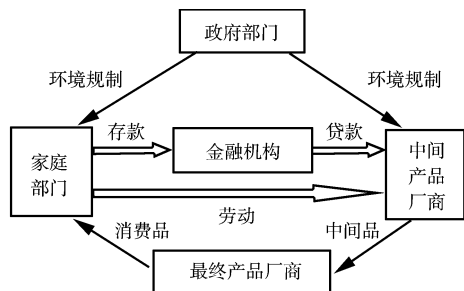 政府部门
环境规制
环境规制
存款
贷款
家庭
部门
金融机构
中间
产品
厂商
劳动
消费品
中间品
最终产品厂商